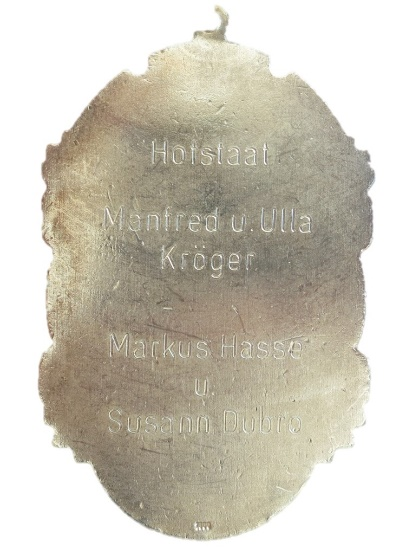 Hofstaat
Manfred u. Ulla
Kröger
Markus Hasse
u.
Susann Dubro